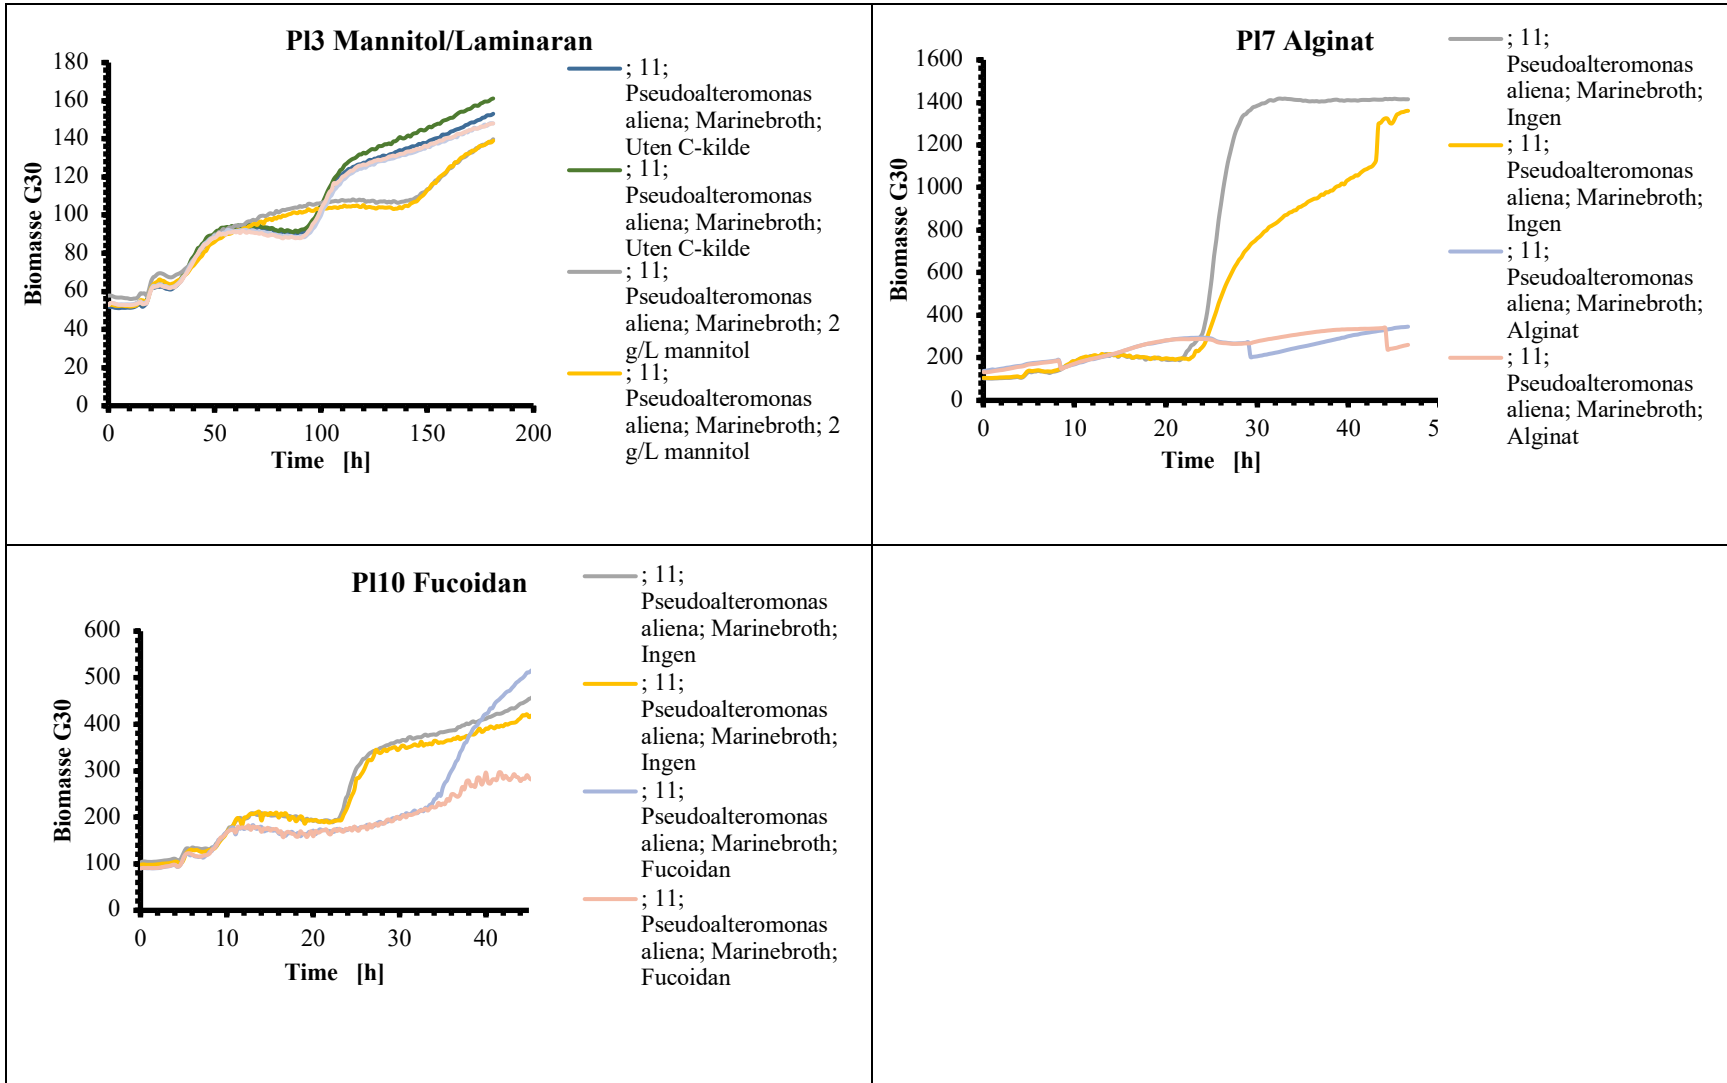 Pl3 Mannitol/Laminaran
180
160
140
120
100
80
60
40
20
0
Biomasse G30
0 50 100 150 200
Time [h]
; 11;
Pseudoalteromonas
aliena; Marinebroth;
Uten C-kilde
; 11;
Pseudoalteromonas
aliena; Marinebroth;
Uten C-kilde
; 11;
Pseudoalteromonas
aliena; Marinebroth; 2
g/L mannitol
; 11;
Pseudoalteromonas
aliena; Marinebroth; 2
g/L mannitol
Pl7 Alginat
1600
1400
1200
1000
800
600
400
200
0
Biomasse G30
0 10 20 30 40 5
Time [h]
; 11;
Pseudoalteromonas
aliena; Marinebroth;
Ingen
; 11;
Pseudoalteromonas
aliena; Marinebroth;
Ingen
; 11;
Pseudoalteromonas
aliena; Marinebroth;
Alginat
; 11;
Pseudoalteromonas
aliena; Marinebroth;
Alginat
Pl10 Fucoidan
600
500
400
300
200
100
0
Biomasse G30
0 10 20 30 40
Time [h]
; 11;
Pseudoalteromonas
aliena; Marinebroth;
Ingen
; 11;
Pseudoalteromonas
aliena; Marinebroth;
Ingen
; 11;
Pseudoalteromonas
aliena; Marinebroth;
Fucoidan
; 11;
Pseudoalteromonas
aliena; Marinebroth;
Fucoidan